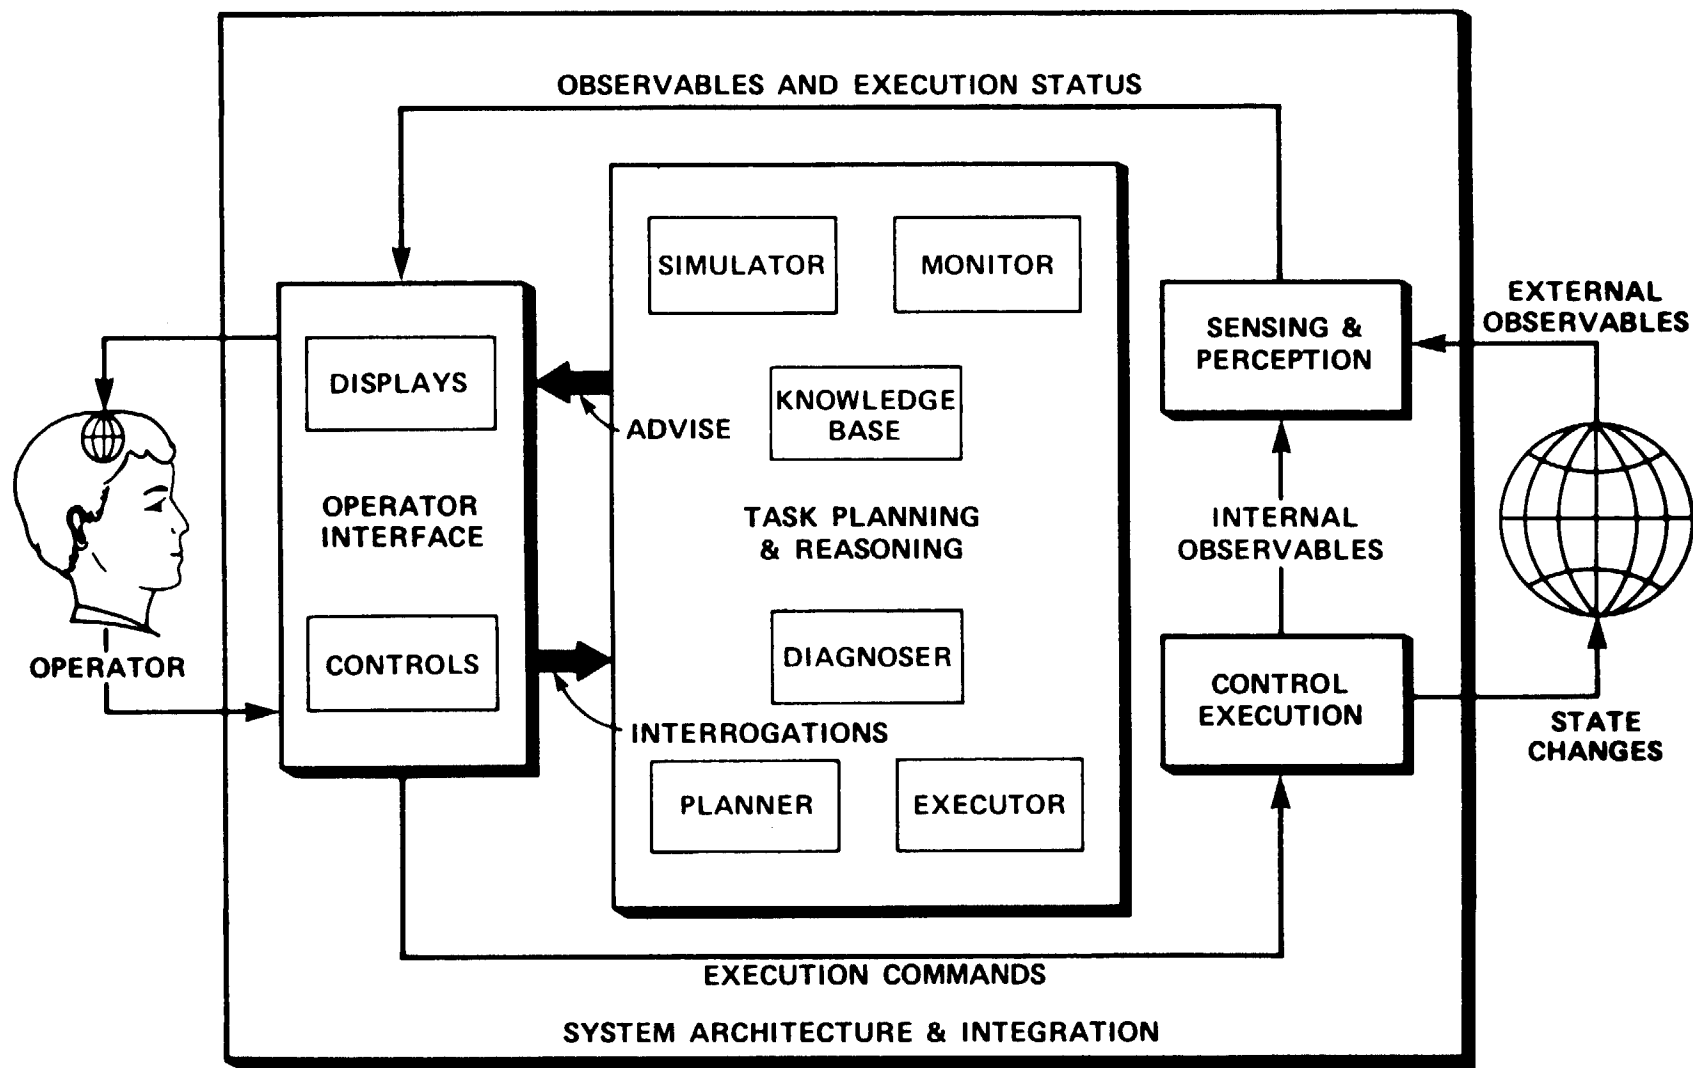 OBSERVABLES AND EXECUTION STATUS
SIMULATOR
MONITOR
EXTERNAL
OBSERVABLES
SENSING &
PERCEPTION
DISPLAYS
ADVISE
KNOWLEDGE
BASE
OPERATOR
INTERFACE
TASK PLANNING
& REASONING
INTERNAL
OBSERVABLES
OPERATOR
CONTROLS
DIAGNOSER
CONTROL
EXECUTION
INTERROGATIONS
STATE
CHANGES
PLANNER
EXECUTOR
EXECUTION COMMANDS
SYSTEM ARCHITECTURE & INTEGRATION